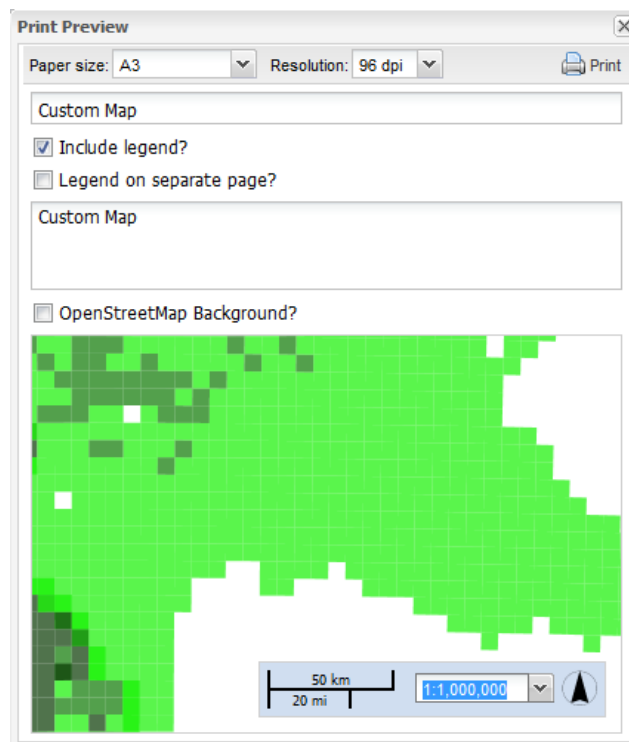 Print Preview
Paper size: A3 Resolution: 96 dpi Print
Custom Map
Include legend?
Legend on separate page?
Custom Map
OpenStreetMap Background?
50 km
20 mi
1:1,000,000